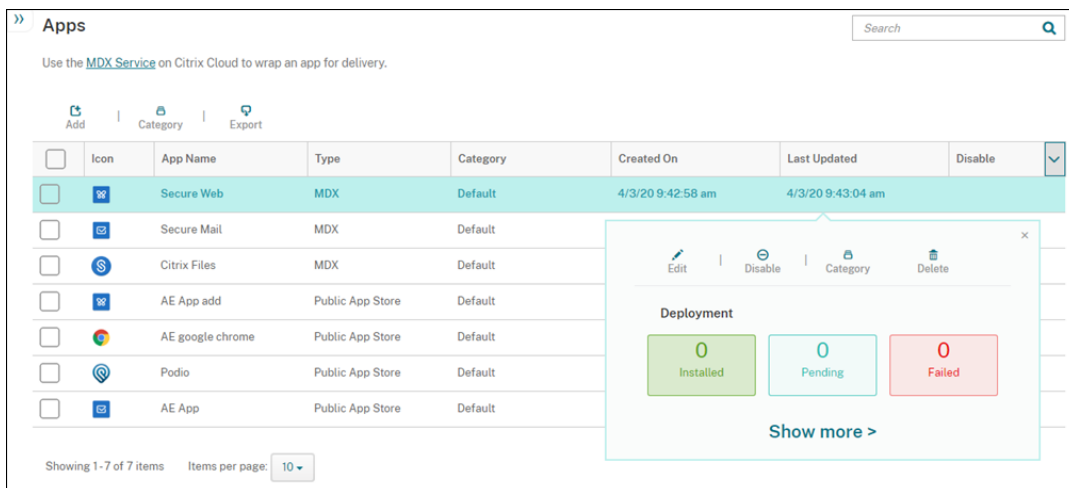 Apps
Search
Use the MDX Service on Citrix Cloud to wrap an app for delivery.
Add | Category | Export
Icon App Name Type Category Created On Last Updated Disable
Secure Web MDX Default 4/3/20 9:42:58 am 4/3/20 9:43:04 am
Secure Mail MDX Default
Citrix Files MDX Default
AE App add Public App Store Default
AE google chrome Public App Store Default
Podio Public App Store Default
AE App Public App Store Default
Edit | Disable | Category Delete
Deployment
0 0 0
Installed Pending Failed
Show more >
Showing 1-7 of 7 items Items per page: 10